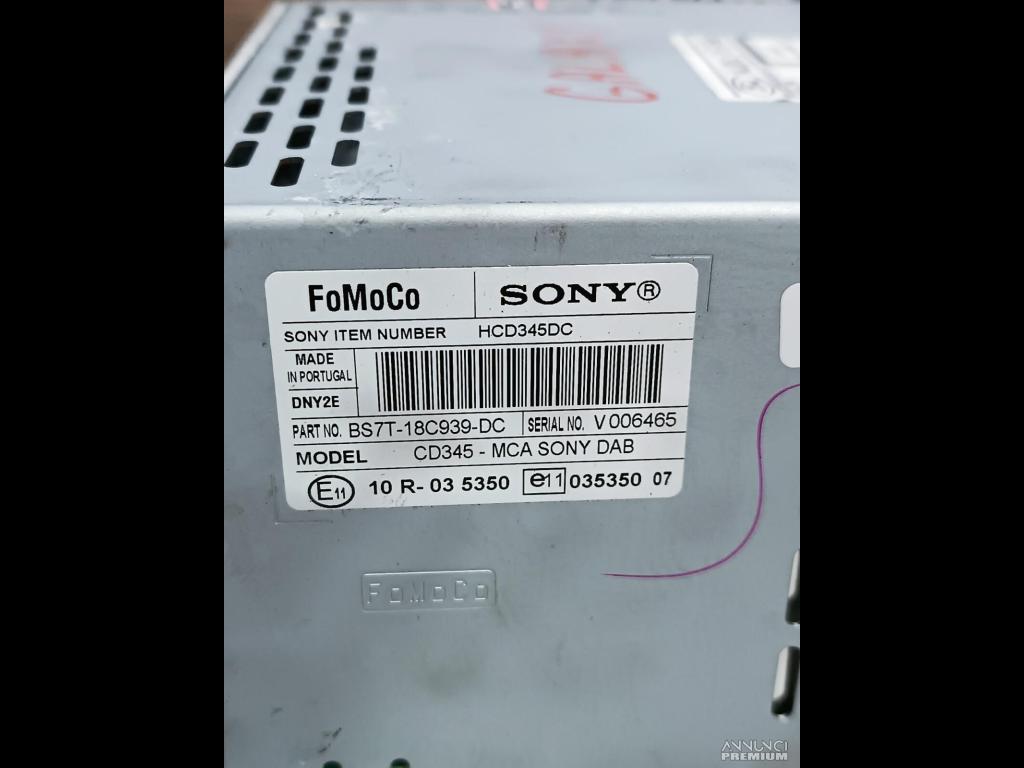 FoMoCo SONY®
SONY ITEM NUMBER HCD345DC
MADE
IN PORTUGAL
DNY2E
PART NO. BS7T-18C939-DC SERIAL NO. V 006465
MODEL CD345 - MCA SONY DAB
E11 10 R- 03 5350 e11 035350 07
FoMoCo
ANNUNCI
PREMIUM